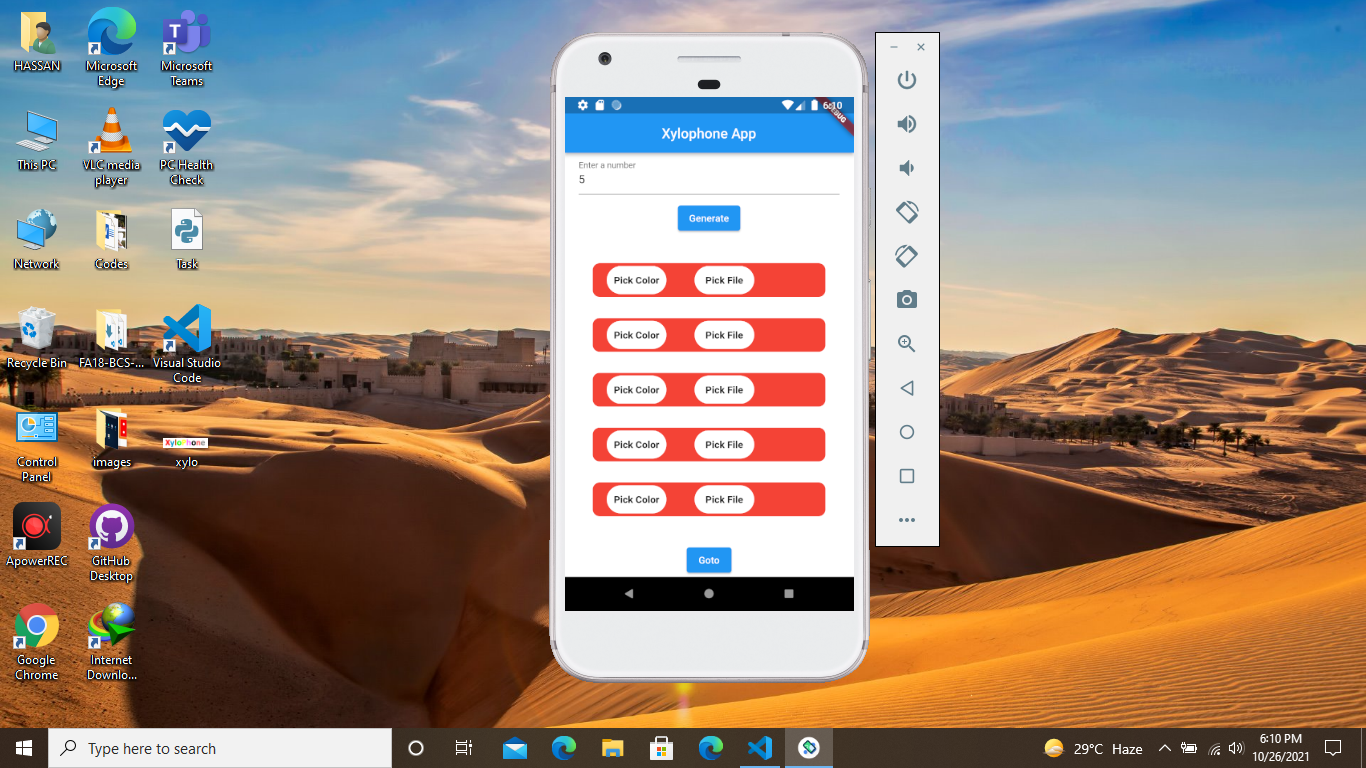 HASSAN
Microsoft
Edge
Microsoft
Teams
This PC
VLC media
player
PC Health
Check
Network
Codes
Task
Recycle Bin
FA18-BCS-...
Visual Studio
Code
Control
Panel
images
XyloPhone
xylo
ApowerREC
GitHub
Desktop
Google
Chrome
Internet
Downlo...
6:10
Xylophone App
Enter a number
5
Generate
Pick Color Pick File
Pick Color Pick File
Pick Color Pick File
Pick Color Pick File
Pick Color Pick File
Goto
Type here to search
29°C Haze
6:10 PM
10/26/2021